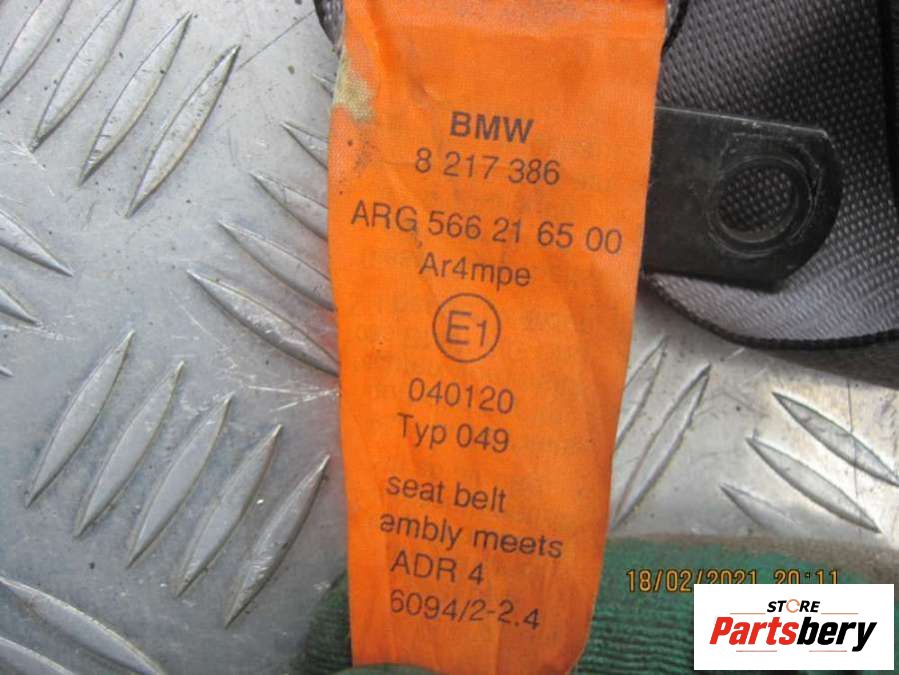 BMW
8 217 386
ARG 566 21 65 00
Ar4mpe
E1
040120
Typ 049
seat belt
embly meets
ADR 4
6094/2-2.4
18/02/2021 20:11
STORE
Partsbery